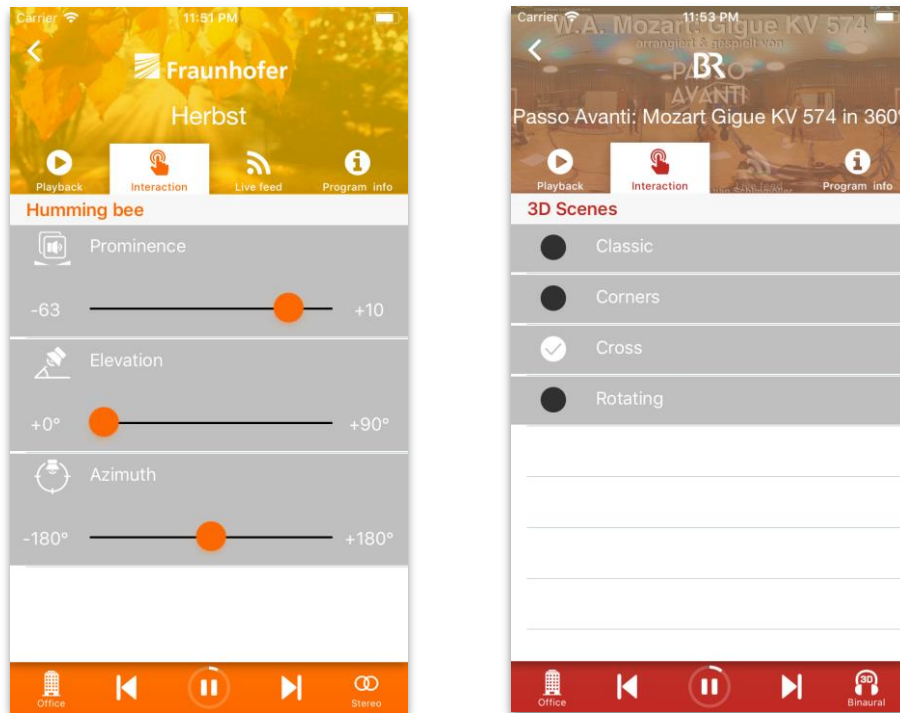 Carrier 11:51 PM
Fraunhofer
Herbst
Playback Interaction Live feed Program info
Humming bee
Prominence
-63 +10
Elevation
+0° +90°
Azimuth
-180° +180°
Office Stereo
Carrier 11:53 PM
W.A. Mozart: Gigue KV 574
arrangiert & gespielt von
BR
PASSO
AVANTI
Passo Avanti: Mozart Gigue KV 574 in 360°
Playback Interaction Program info
3D Scenes
Classic
Corners
Cross
Rotating
3D
Office Binaural